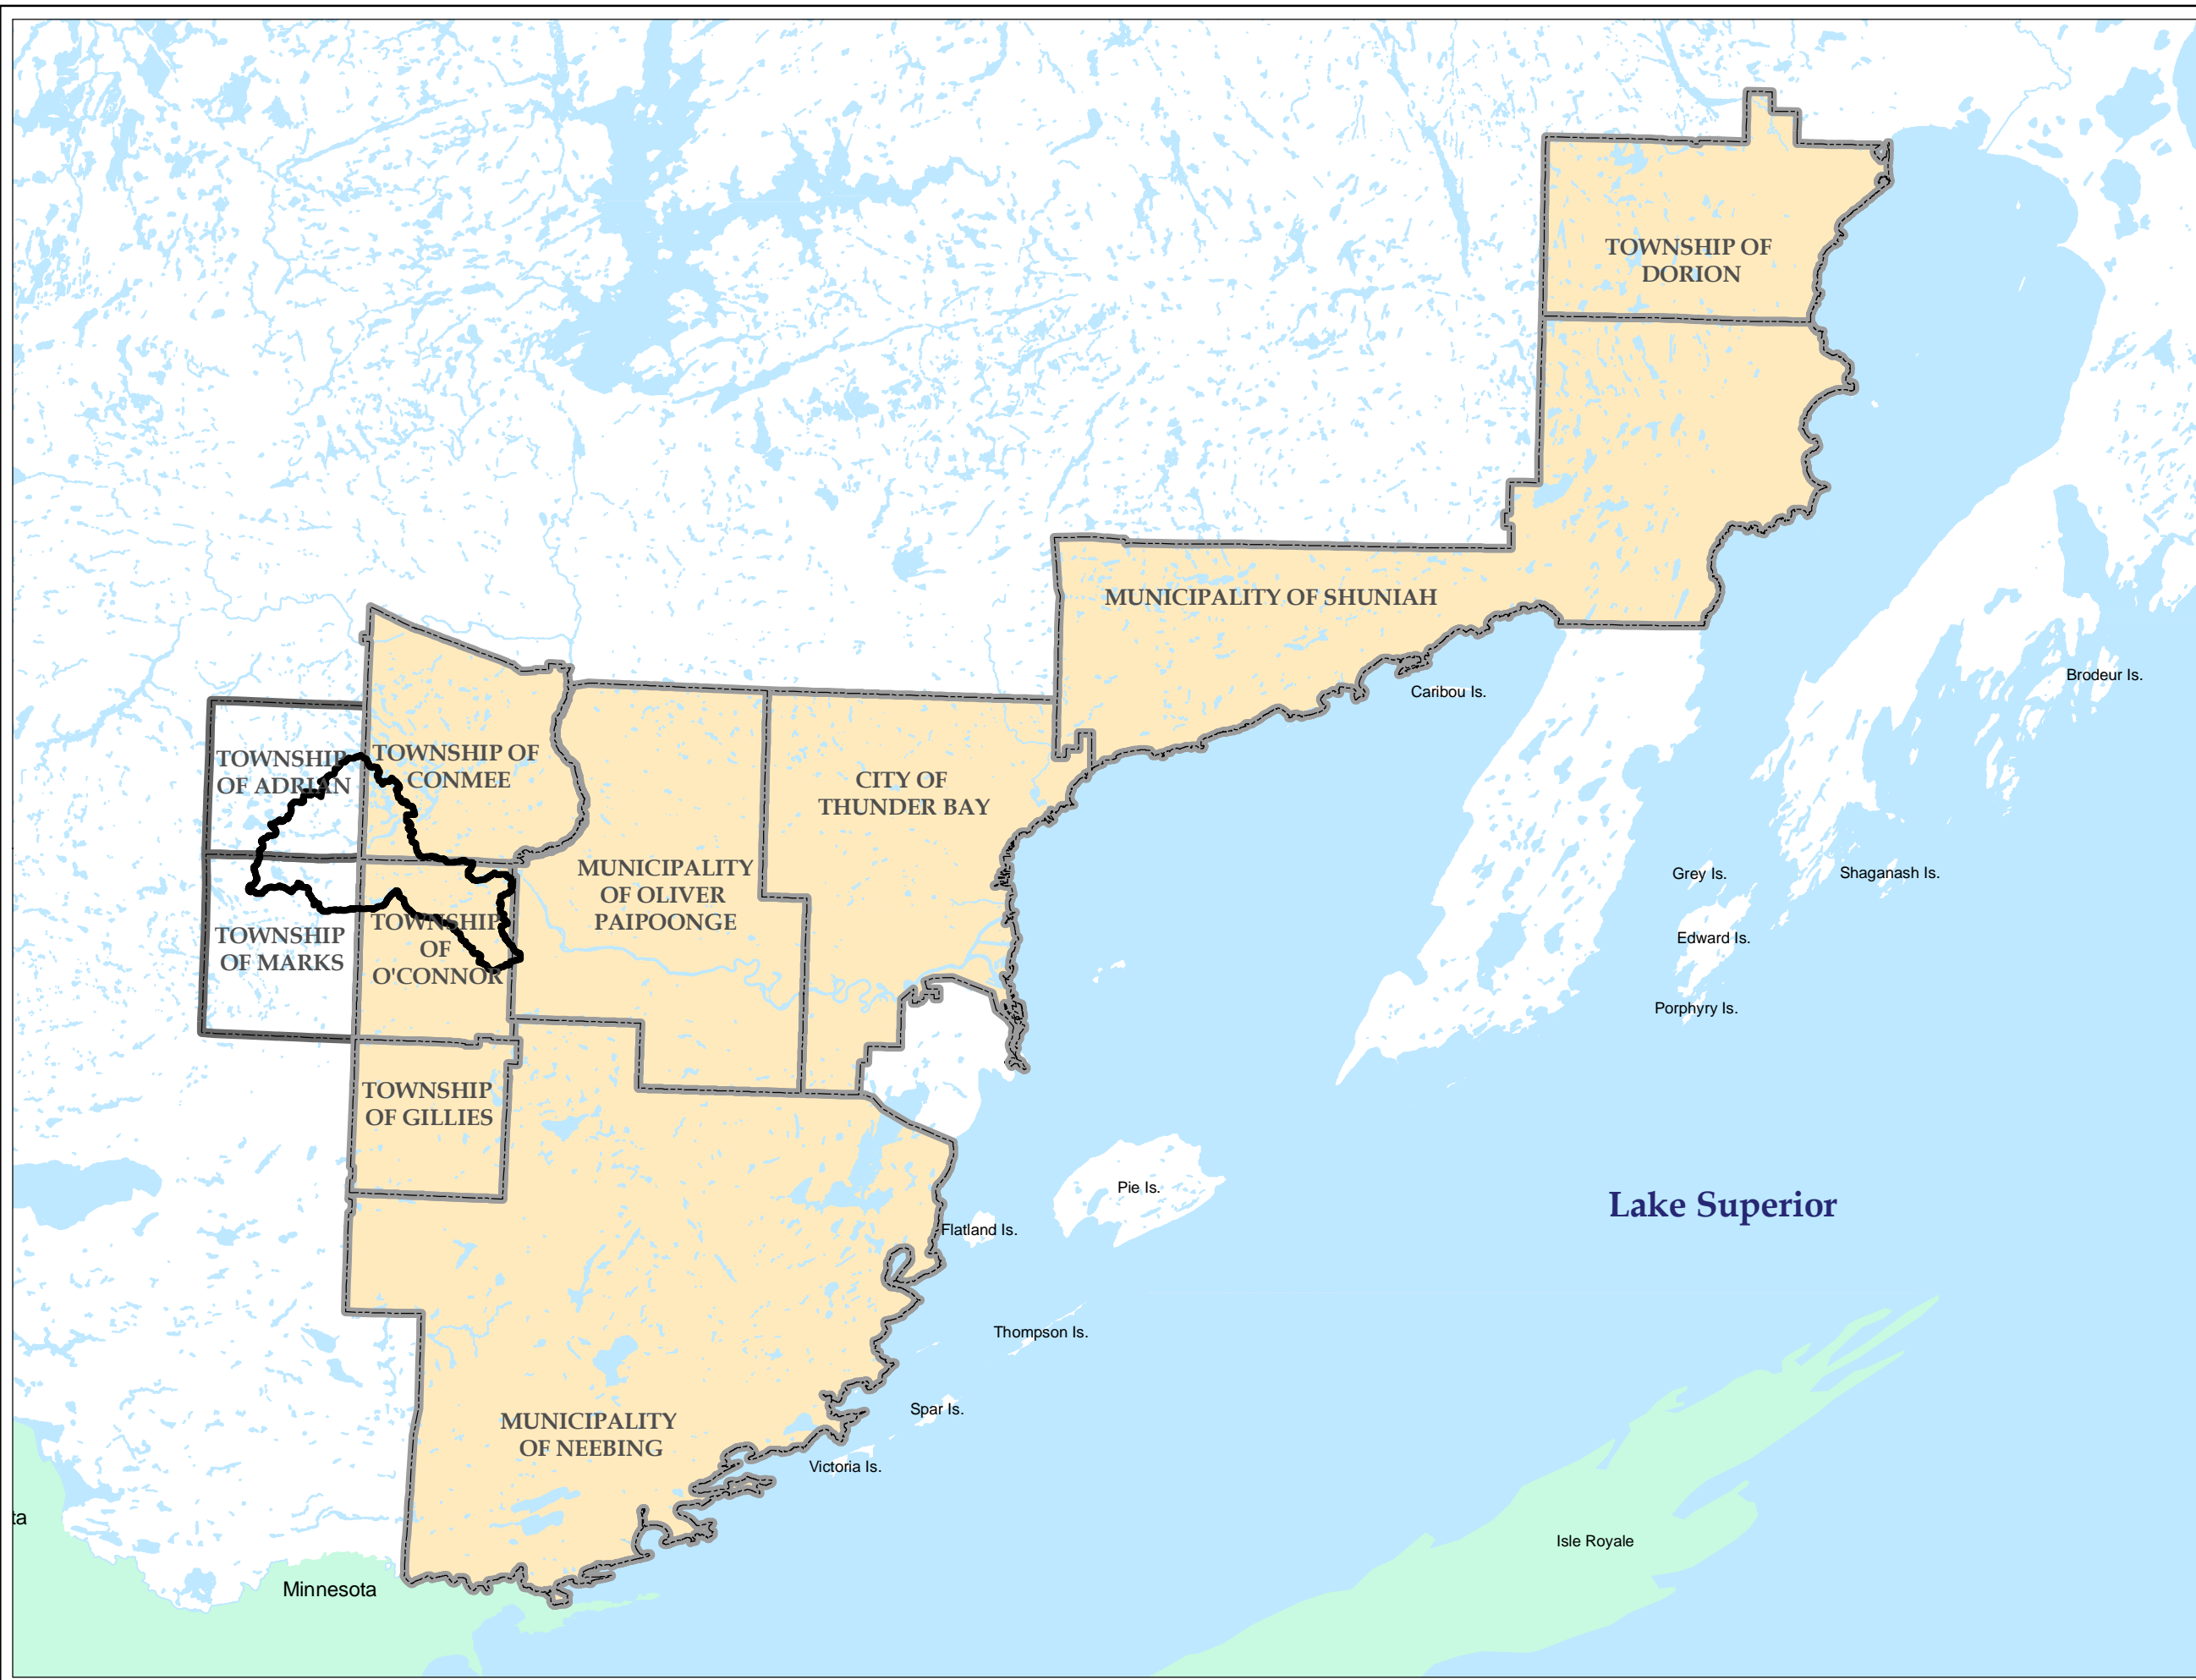 TOWNSHIP OF
DORION
MUNICIPALITY OF SHUNIAH
Caribou Is.
Brodeur Is.
TOWNSHIP
OF ADRIAN
TOWNSHIP OF
CONMEE
CITY OF
THUNDER BAY
MUNICIPALITY
OF OLIVER
PAIPOONGE
Grey Is.
Shaganash Is.
TOWNSHIP
OF MARKS
TOWNSHIP
OF
O'CONNOR
Edward Is.
Porphyry Is.
TOWNSHIP
OF GILLIES
Pie Is.
Lake Superior
Flatland Is.
Thompson Is.
Spar Is.
MUNICIPALITY
OF NEEBING
Victoria Is.
ta
Isle Royale
Minnesota